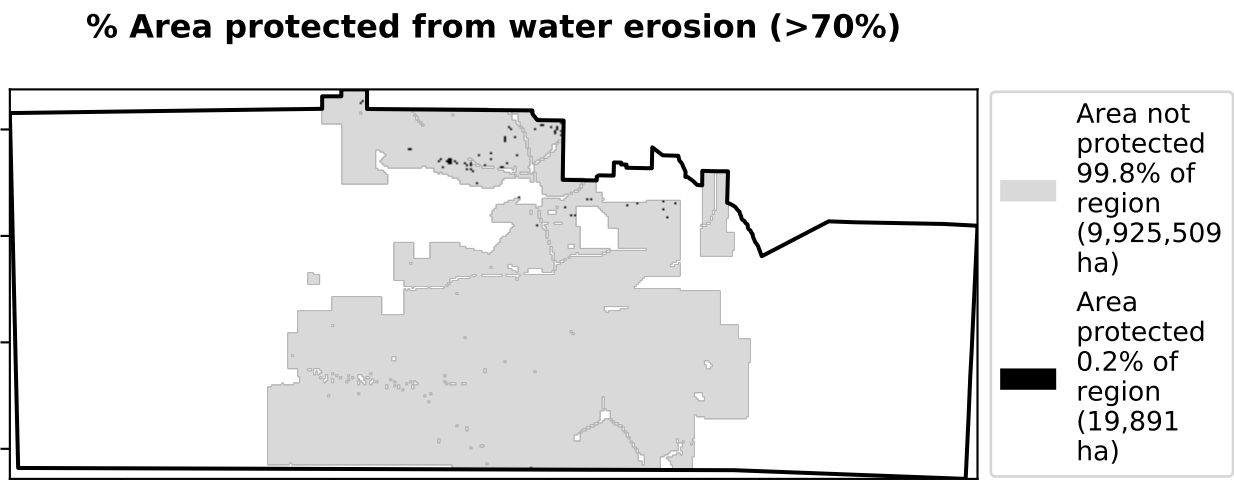 % Area protected from water erosion (>70%)
Area not
protected
99.8% of
region
(9,925,509
ha)
Area
protected
0.2% of
region
(19,891
ha)